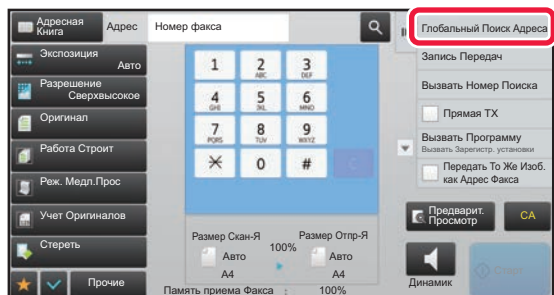 Адресная
Книга
Адрес
Номер факса
Экспозиция
Авто
Разрешение
Сверхвысокое
Оригинал
Работа Строит
Реж. Медл.Прос
Учет Оригиналов
Стереть
Прочие
1
2
ABC
3
DEF
4
GHI
5
JKL
6
MNO
7
PQRS
8
TUV
9
WXYZ
0
#
C
Размер Скан-Я
100%
Размер Отпр-Я
Авто
A4
Авто
A4
Память приема Факса : 100%
Глобальный Поиск Адреса
Запись Передач
Вызвать Номер Поиска
Прямая TX
Вызвать Программу
Вызвать Зарегистр. установки
Передать То Же Изоб.
как Адрес Факса
Предварит.
Просмотр
CA
Динамик
Старт